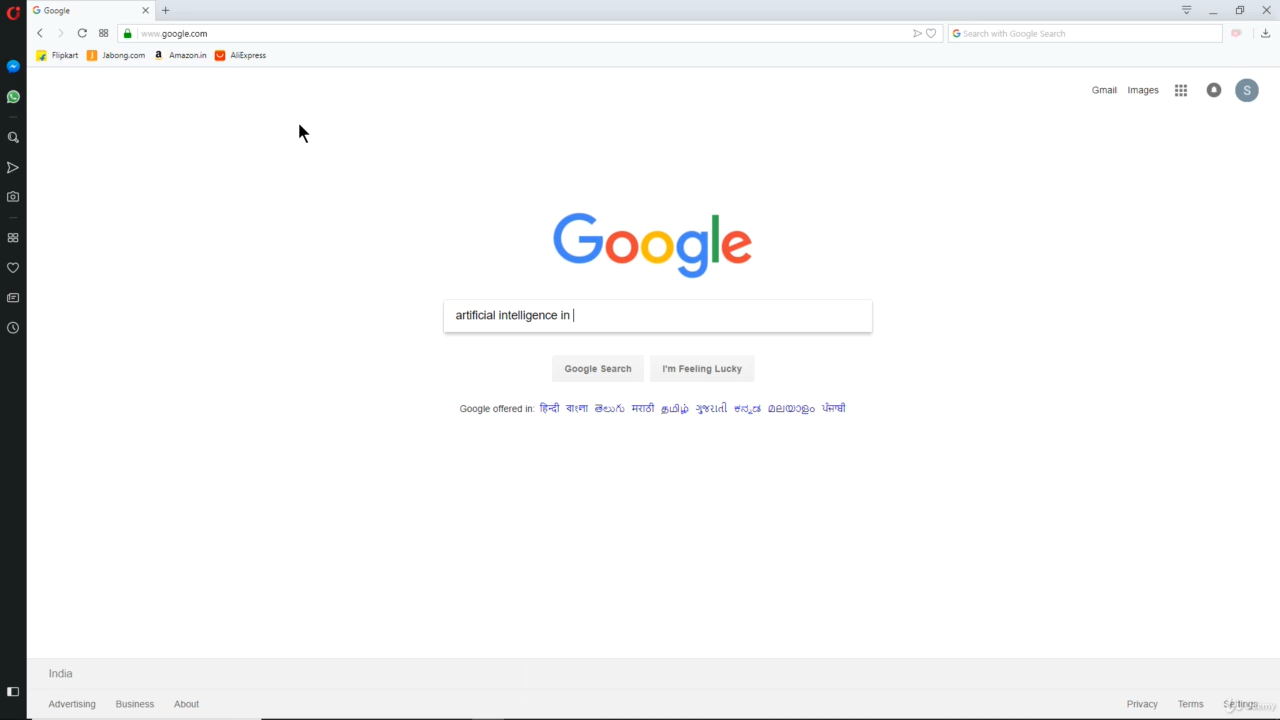 Google
www.google.com
Search with Google Search
Flipkart Jabong.com Amazon.in AliExpress
Gmail Images S
Google
artificial intelligence in
Google Search I'm Feeling Lucky
Google offered in: हिन्दी বাংলা తెలుగు मराठी தமிழ் ગુજરાતી ಕನ್ನಡ മലയാളം ਪੰਜਾਬੀ
India
Advertising Business About
Privacy Terms Settings